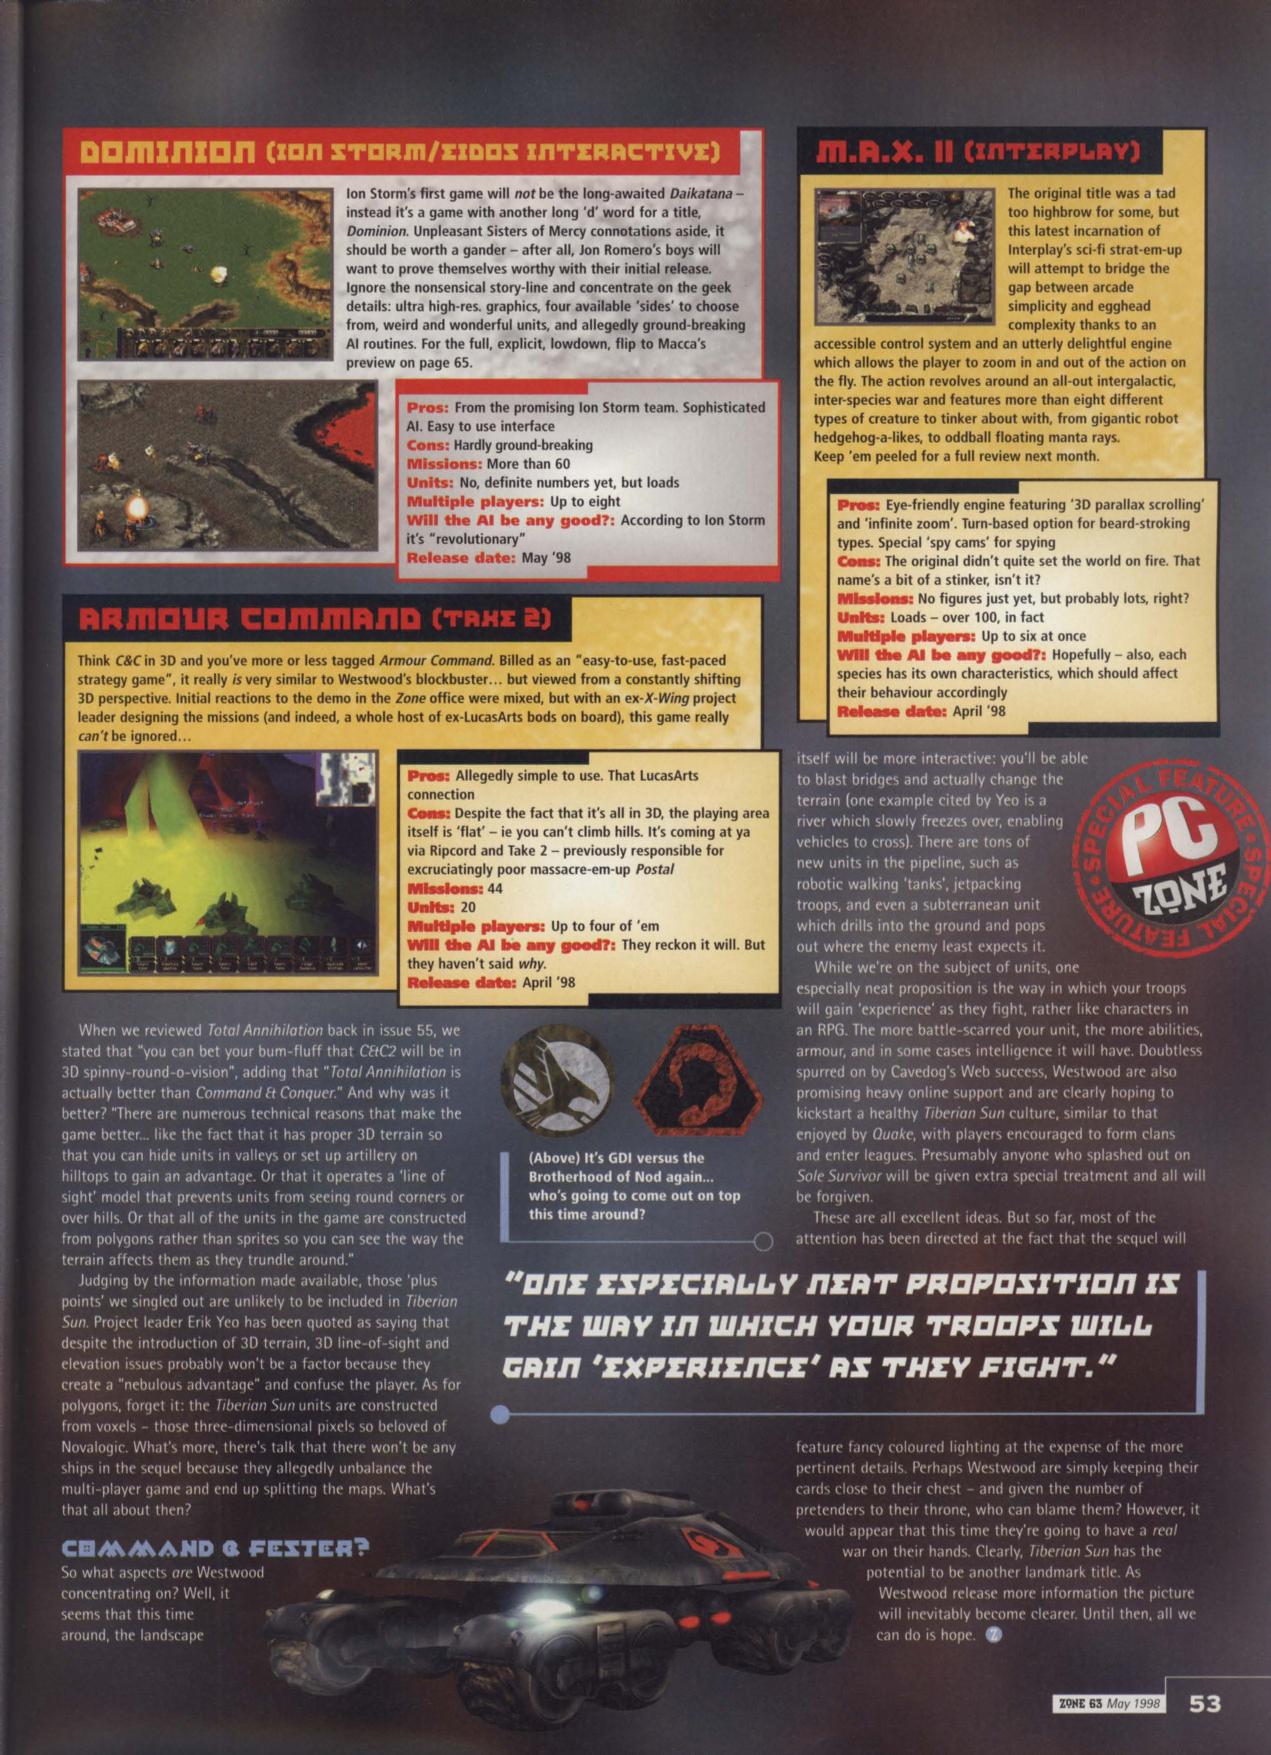 DOMINION (ION STORM/EIDOS INTERACTIVE)
Ion Storm's first game will not be the long-awaited Daikatana –
instead it's a game with another long 'd' word for a title,
Dominion. Unpleasant Sisters of Mercy connotations aside, it
should be worth a gander – after all, Jon Romero's boys will
want to prove themselves worthy with their initial release.
Ignore the nonsensical story-line and concentrate on the geek
details: ultra high-res. graphics, four available 'sides' to choose
from, weird and wonderful units, and allegedly ground-breaking
AI routines. For the full, explicit, lowdown, flip to Macca's
preview on page 65.
Pros: From the promising Ion Storm team. Sophisticated
AI. Easy to use interface
Cons: Hardly ground-breaking
Missions: More than 60
Units: No, definite numbers yet, but loads
Multiple players: Up to eight
Will the AI be any good?: According to Ion Storm
it's "revolutionary"
Release date: May '98
M.A.X. II (INTERPLAY)
The original title was a tad
too highbrow for some, but
this latest incarnation of
Interplay's sci-fi strat-em-up
will attempt to bridge the
gap between arcade
simplicity and egghead
complexity thanks to an
accessible control system and an utterly delightful engine
which allows the player to zoom in and out of the action on
the fly. The action revolves around an all-out intergalactic,
inter-species war and features more than eight different
types of creature to tinker about with, from gigantic robot
hedgehog-a-likes, to oddball floating manta rays.
Keep 'em peeled for a full review next month.
Pros: Eye-friendly engine featuring '3D parallax scrolling'
and 'infinite zoom'. Turn-based option for beard-stroking
types. Special 'spy cams' for spying
Cons: The original didn't quite set the world on fire. That
name's a bit of a stinker, isn't it?
Missions: No figures just yet, but probably lots, right?
Units: Loads – over 100, in fact
Multiple players: Up to six at once
Will the AI be any good?: Hopefully – also, each
species has its own characteristics, which should affect
their behaviour accordingly
Release date: April '98
ARMOUR COMMAND (TAKE 2)
Think C&C in 3D and you've more or less tagged Armour Command. Billed as an "easy-to-use, fast-paced
strategy game", it really is very similar to Westwood's blockbuster... but viewed from a constantly shifting
3D perspective. Initial reactions to the demo in the Zone office were mixed, but with an ex-X-Wing project
leader designing the missions (and indeed, a whole host of ex-LucasArts bods on board), this game really
can't be ignored...
Pros: Allegedly simple to use. That LucasArts
connection
Cons: Despite the fact that it's all in 3D, the playing area
itself is 'flat' – ie you can't climb hills. It's coming at ya
via Ripcord and Take 2 – previously responsible for
excruciatingly poor massacre-em-up Postal
Missions: 44
Units: 20
Multiple players: Up to four of 'em
Will the AI be any good?: They reckon it will. But
they haven't said why.
Release date: April '98
When we reviewed Total Annihilation back in issue 55, we
stated that "you can bet your bum-fluff that C&C2 will be in
3D spinny-round-o-vision", adding that "Total Annihilation is
actually better than Command & Conquer." And why was it
better? "There are numerous technical reasons that make the
game better... like the fact that it has proper 3D terrain so
that you can hide units in valleys or set up artillery on
hilltops to gain an advantage. Or that it operates a 'line of
sight' model that prevents units from seeing round corners or
over hills. Or that all of the units in the game are constructed
from polygons rather than sprites so you can see the way the
terrain affects them as they trundle around."
Judging by the information made available, those 'plus
points' we singled out are unlikely to be included in Tiberian
Sun. Project leader Erik Yeo has been quoted as saying that
despite the introduction of 3D terrain, 3D line-of-sight and
elevation issues probably won't be a factor because they
create a "nebulous advantage" and confuse the player. As for
polygons, forget it: the Tiberian Sun units are constructed
from voxels – those three-dimensional pixels so beloved of
Novalogic. What's more, there's talk that there won't be any
ships in the sequel because they allegedly unbalance the
multi-player game and end up splitting the maps. What's
that all about then?
COMMAND & FESTER?
So what aspects are Westwood
concentrating on? Well, it
seems that this time
around, the landscape
(Above) It's GDI versus the
Brotherhood of Nod again...
who's going to come out on top
this time around?
itself will be more interactive: you'll be able
to blast bridges and actually change the
terrain (one example cited by Yeo is a
river which slowly freezes over, enabling
vehicles to cross). There are tons of
new units in the pipeline, such as
robotic walking 'tanks', jetpacking
troops, and even a subterranean unit
which drills into the ground and pops
out where the enemy least expects it.
SPECIAL FEATURE • SPECIAL FEATURE •
PC
ZONE
While we're on the subject of units, one
especially neat proposition is the way in which your troops
will gain 'experience' as they fight, rather like characters in
an RPG. The more battle-scarred your unit, the more abilities,
armour, and in some cases intelligence it will have. Doubtless
spurred on by Cavedog's Web success, Westwood are also
promising heavy online support and are clearly hoping to
kickstart a healthy Tiberian Sun culture, similar to that
enjoyed by Quake, with players encouraged to form clans
and enter leagues. Presumably anyone who splashed out on
Sole Survivor will be given extra special treatment and all will
be forgiven.
These are all excellent ideas. But so far, most of the
attention has been directed at the fact that the sequel will
"ONE ESPECIALLY NEAT PROPOSITION IS
THE WAY IN WHICH YOUR TROOPS WILL
GAIN 'EXPERIENCE' AS THEY FIGHT."
feature fancy coloured lighting at the expense of the more
pertinent details. Perhaps Westwood are simply keeping their
cards close to their chest – and given the number of
pretenders to their throne, who can blame them? However, it
would appear that this time they're going to have a real
war on their hands. Clearly, Tiberian Sun has the
potential to be another landmark title. As
Westwood release more information the picture
will inevitably become clearer. Until then, all we
can do is hope. Z
ZONE 63 May 1998 53